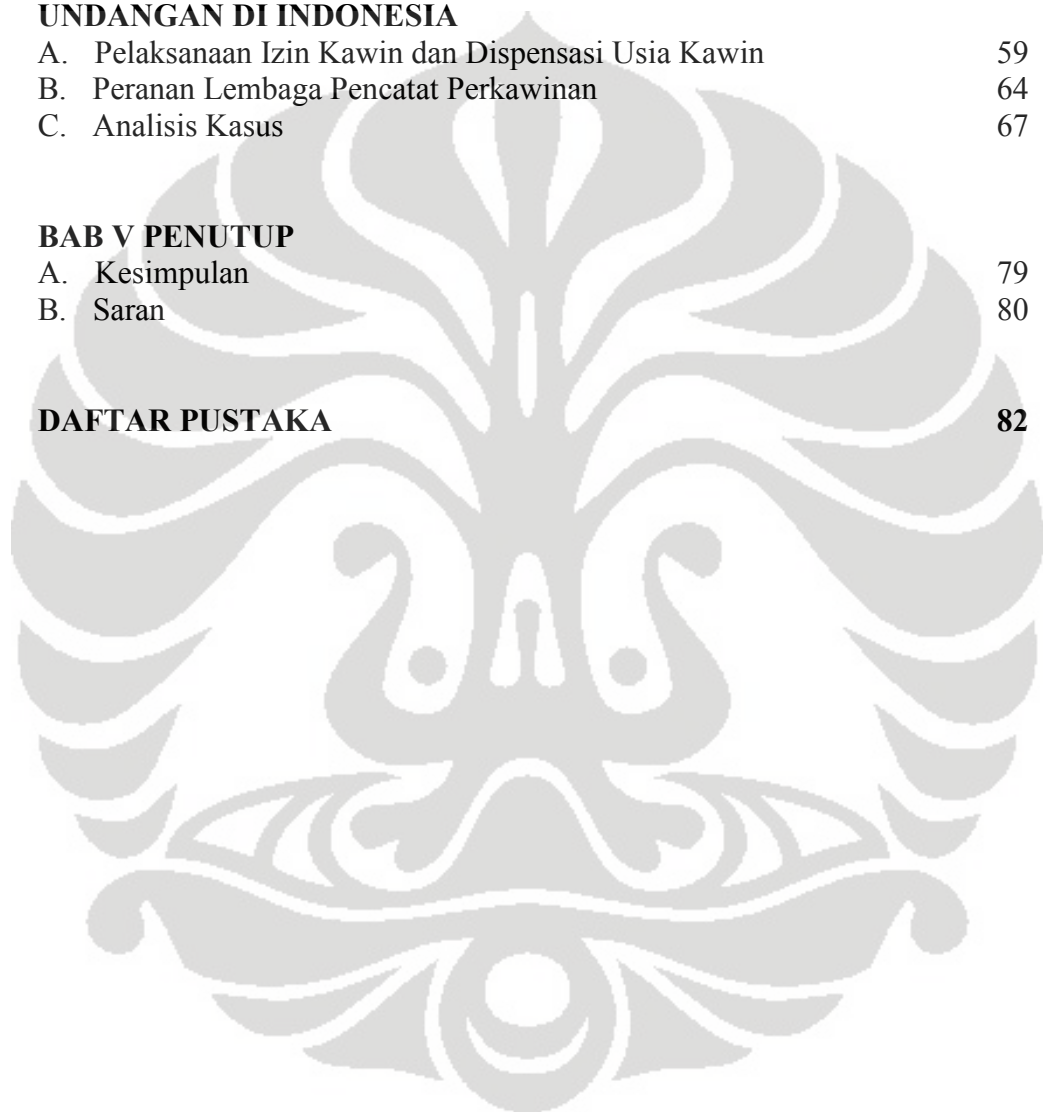 UNDANGAN DI INDONESIA
A. Pelaksanaan Izin Kawin dan Dispensasi Usia Kawin 59
B. Peranan Lembaga Pencatat Perkawinan 64
C. Analisis Kasus 67
BAB V PENUTUP
A. Kesimpulan 79
B. Saran 80
DAFTAR PUSTAKA 82